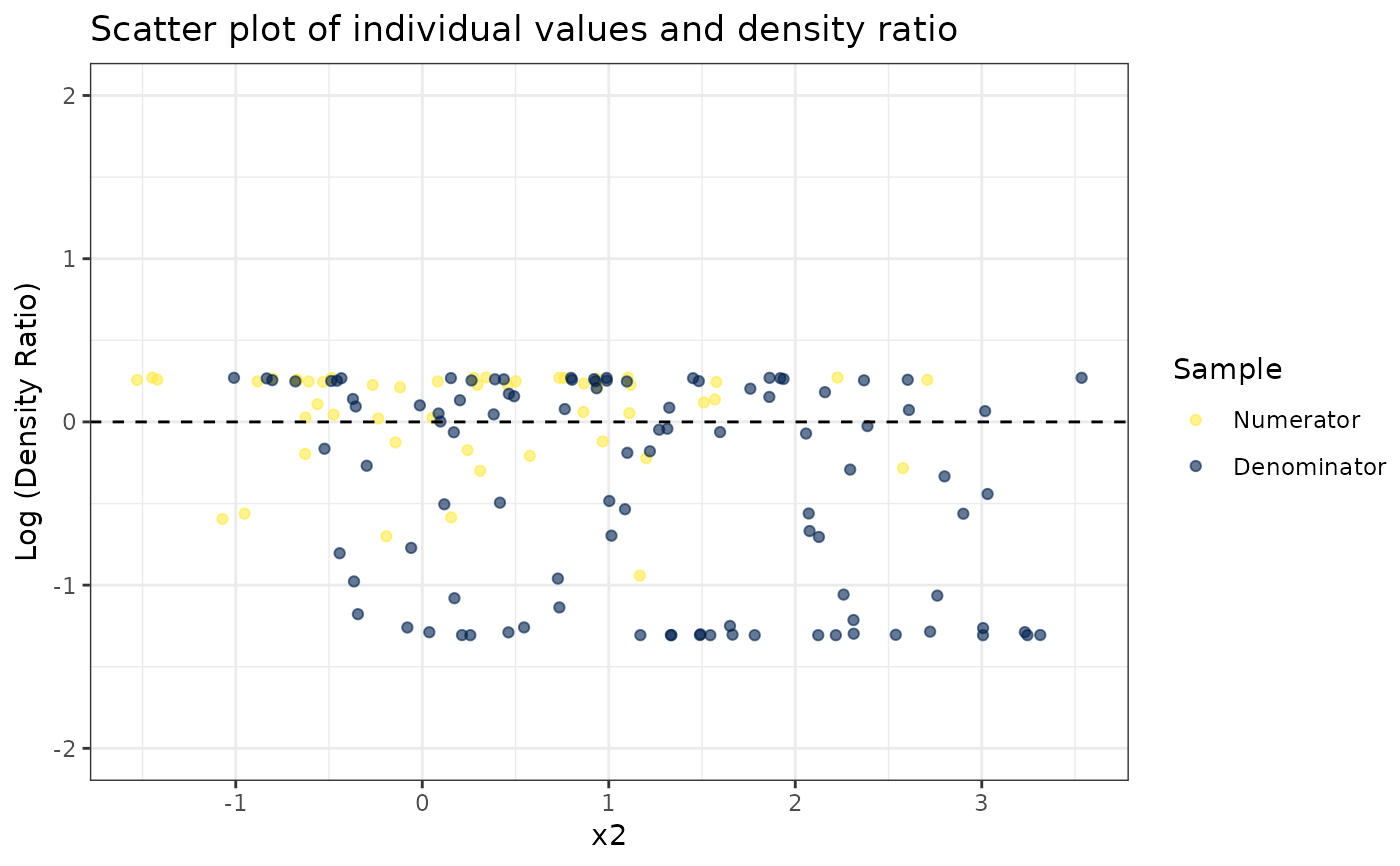 Scatter plot of individual values and density ratio
2
1
0
-1
-2
Log (Density Ratio)
-1
0
1
2
3
x2
Sample
Numerator
Denominator